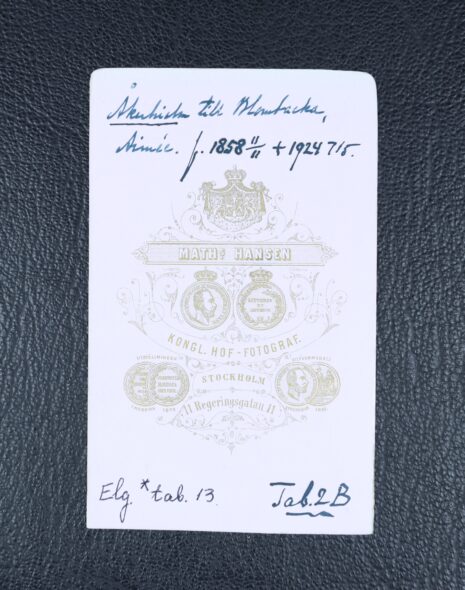 Åkerhielm till Blombacka,
Aimée. f. 1858 11/11 + 1924 7/5.
MATHS HANSEN
KONGL. HOF-FOTOGRAF.
STOCKHOLM
11 Regeringsgatan 11
Elg. * tab. 13.
Tab. 2 B